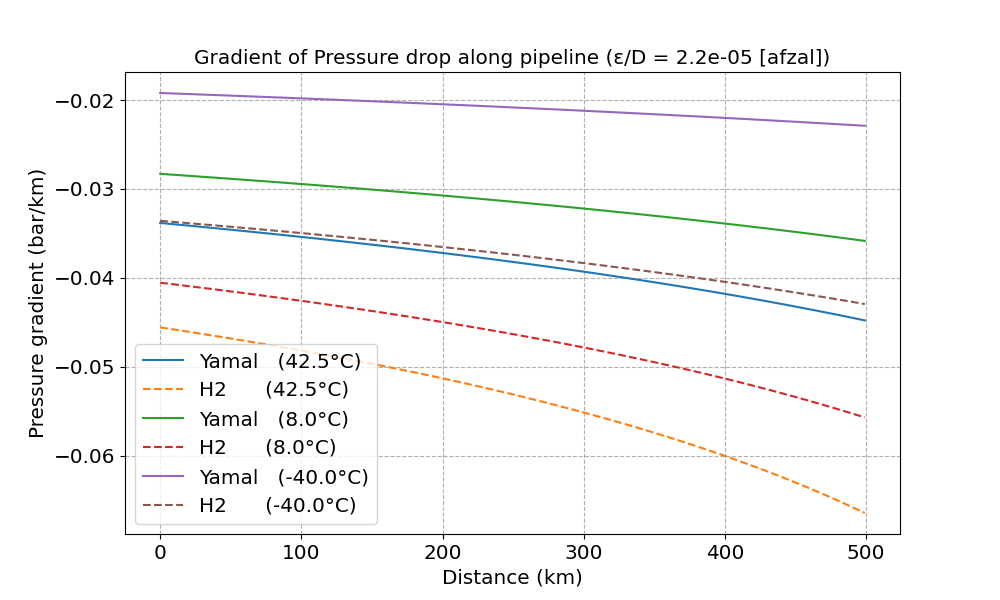 Gradient of Pressure drop along pipeline (ε/D = 2.2e-05 [afzal])
Pressure gradient (bar/km)
−0.02
−0.03
−0.04
−0.05
−0.06
Yamal (42.5°C)
H2 (42.5°C)
Yamal (8.0°C)
H2 (8.0°C)
Yamal (-40.0°C)
H2 (-40.0°C)
0 100 200 300 400 500
Distance (km)